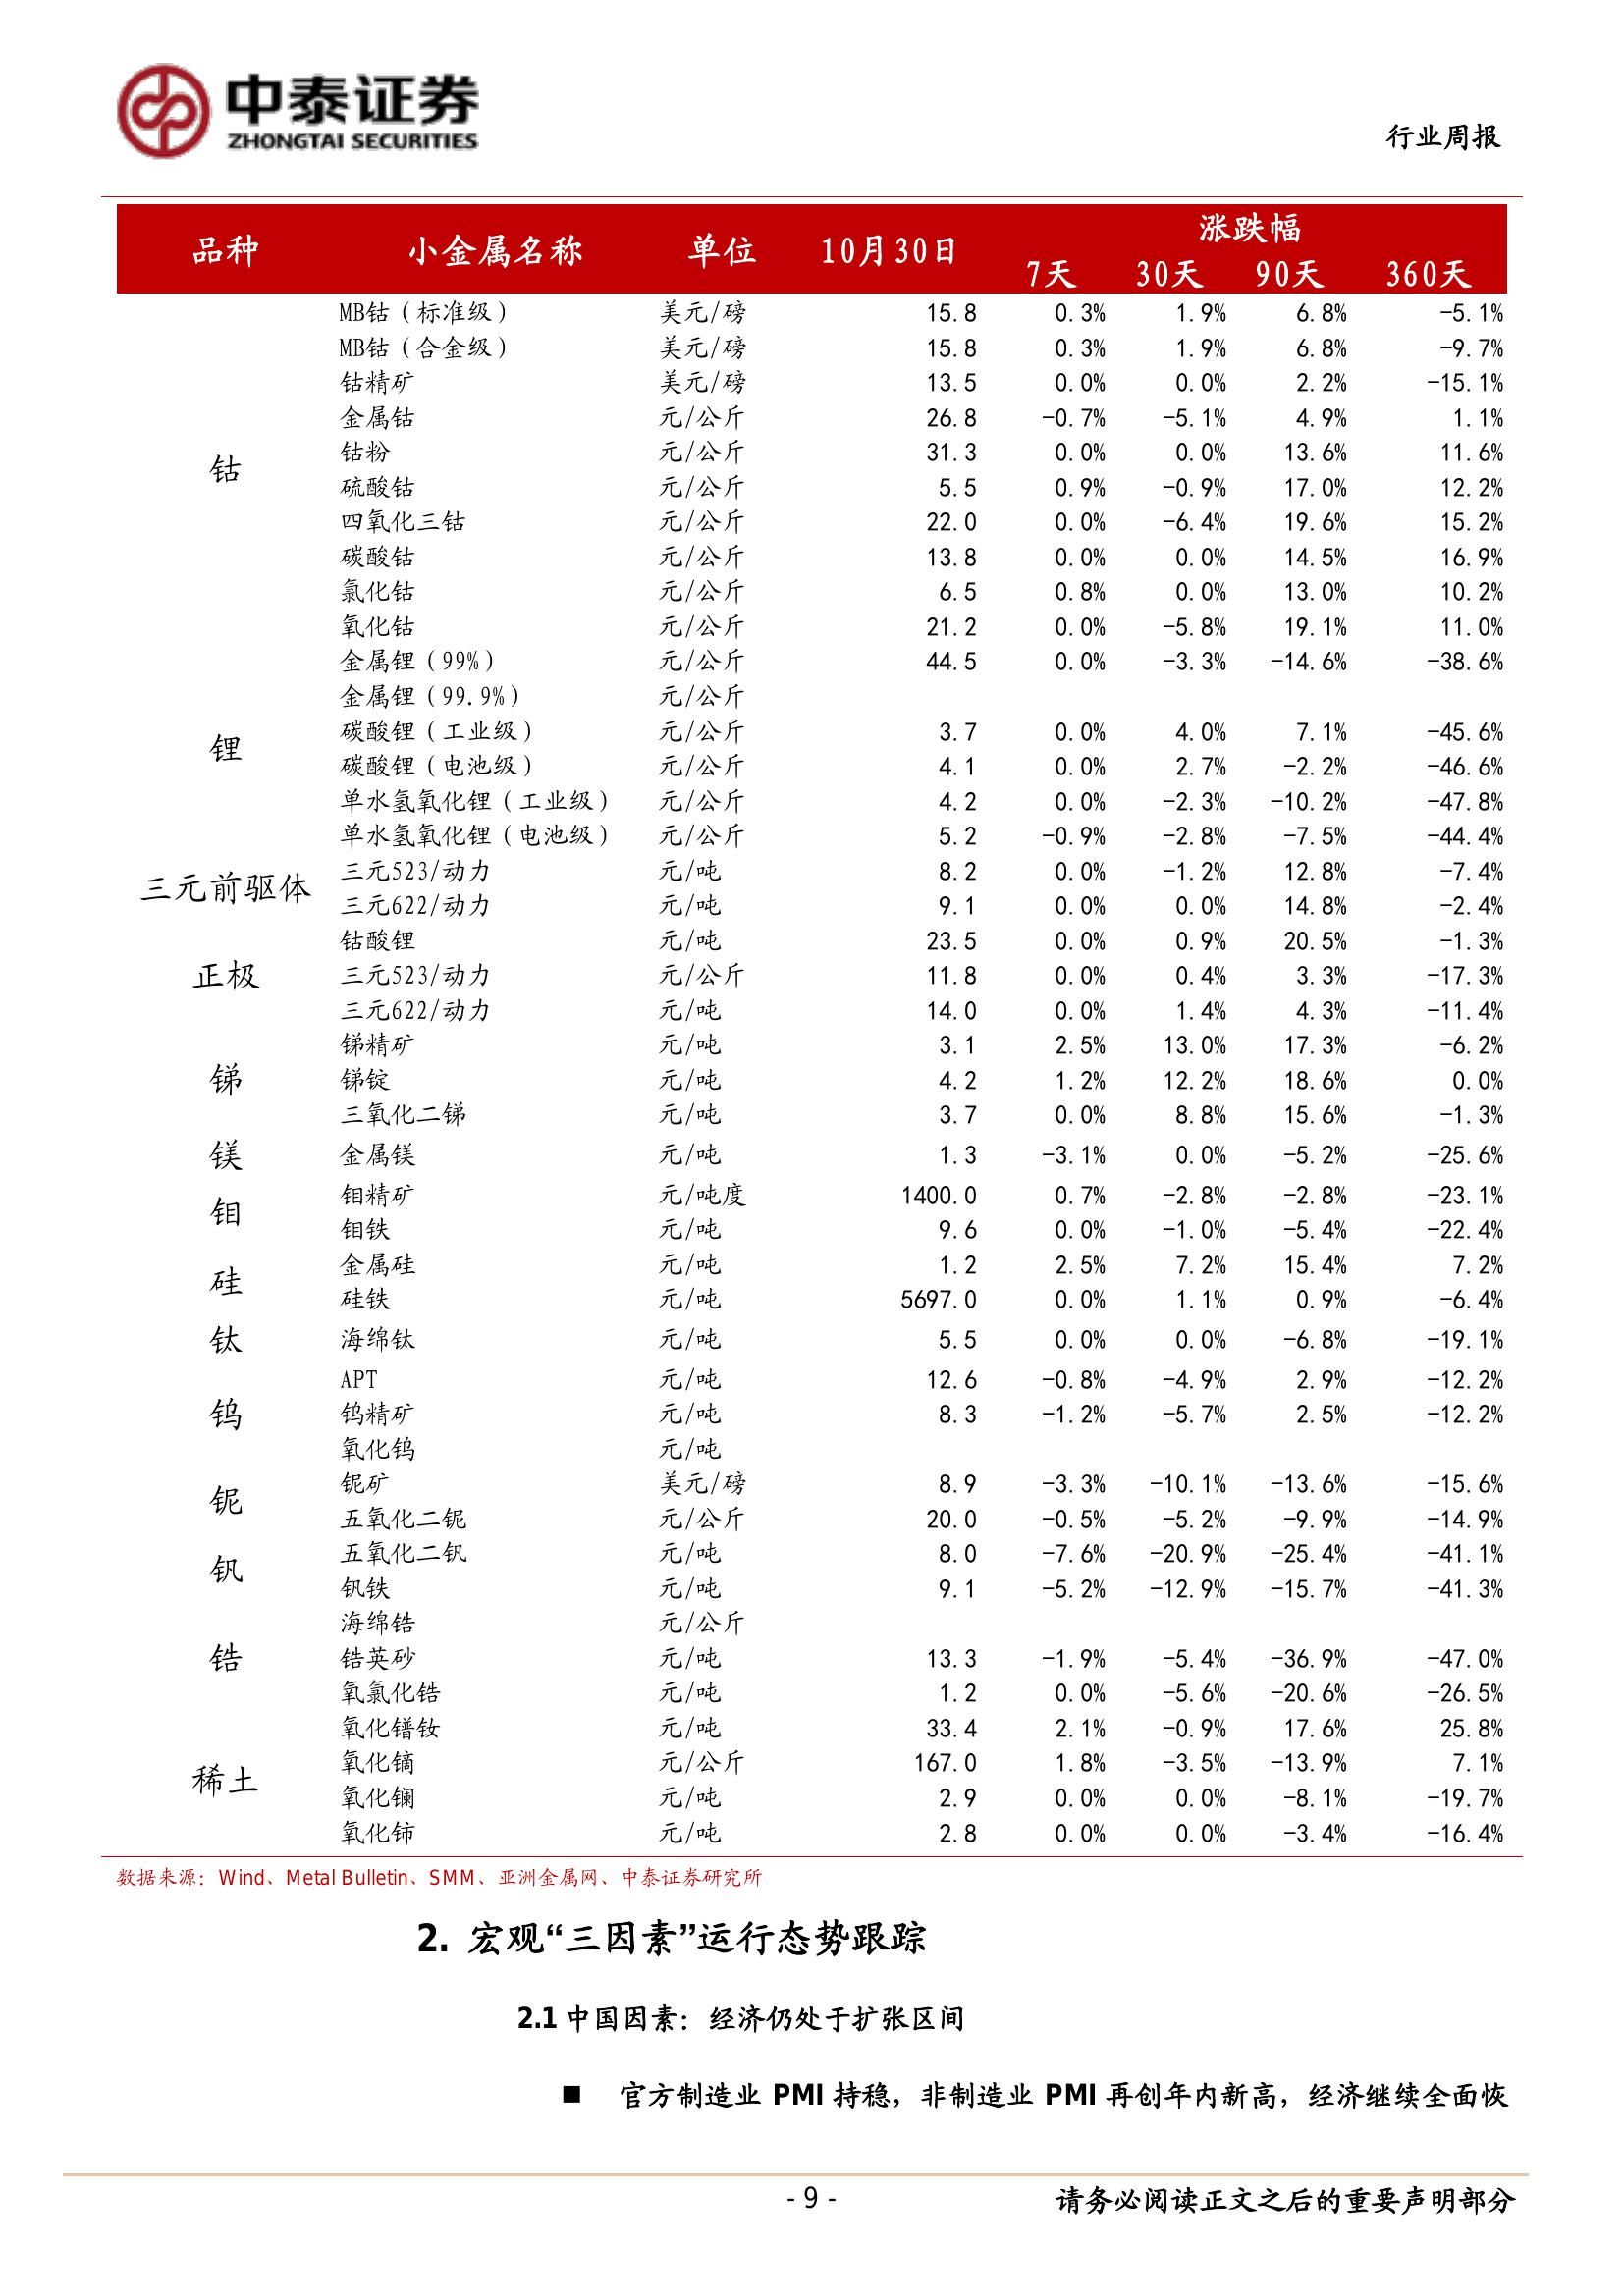 中泰证券
ZHONGTAI SECURITIES
行业周报
品种 小金属名称 单位 10月30日 涨跌幅
7天 30天 90天 360天
钴
MB钴（标准级） 美元/磅 15.8 0.3% 1.9% 6.8% -5.1%
MB钴（合金级） 美元/磅 15.8 0.3% 1.9% 6.8% -9.7%
钴精矿 美元/磅 13.5 0.0% 0.0% 2.2% -15.1%
金属钴 元/公斤 26.8 -0.7% -5.1% 4.9% 1.1%
钴粉 元/公斤 31.3 0.0% 0.0% 13.6% 11.6%
硫酸钴 元/公斤 5.5 0.9% -0.9% 17.0% 12.2%
四氧化三钴 元/公斤 22.0 0.0% -6.4% 19.6% 15.2%
碳酸钴 元/公斤 13.8 0.0% 0.0% 14.5% 16.9%
氯化钴 元/公斤 6.5 0.8% 0.0% 13.0% 10.2%
氧化钴 元/公斤 21.2 0.0% -5.8% 19.1% 11.0%
锂
金属锂（99%） 元/公斤 44.5 0.0% -3.3% -14.6% -38.6%
金属锂（99.9%） 元/公斤
碳酸锂（工业级） 元/公斤 3.7 0.0% 4.0% 7.1% -45.6%
碳酸锂（电池级） 元/公斤 4.1 0.0% 2.7% -2.2% -46.6%
单水氢氧化锂（工业级） 元/公斤 4.2 0.0% -2.3% -10.2% -47.8%
单水氢氧化锂（电池级） 元/公斤 5.2 -0.9% -2.8% -7.5% -44.4%
三元前驱体
三元523/动力 元/吨 8.2 0.0% -1.2% 12.8% -7.4%
三元622/动力 元/吨 9.1 0.0% 0.0% 14.8% -2.4%
正极
钴酸锂 元/吨 23.5 0.0% 0.9% 20.5% -1.3%
三元523/动力 元/公斤 11.8 0.0% 0.4% 3.3% -17.3%
三元622/动力 元/吨 14.0 0.0% 1.4% 4.3% -11.4%
锑
锑精矿 元/吨 3.1 2.5% 13.0% 17.3% -6.2%
锑锭 元/吨 4.2 1.2% 12.2% 18.6% 0.0%
三氧化二锑 元/吨 3.7 0.0% 8.8% 15.6% -1.3%
镁 金属镁 元/吨 1.3 -3.1% 0.0% -5.2% -25.6%
钼
钼精矿 元/吨度 1400.0 0.7% -2.8% -2.8% -23.1%
钼铁 元/吨 9.6 0.0% -1.0% -5.4% -22.4%
硅
金属硅 元/吨 1.2 2.5% 7.2% 15.4% 7.2%
硅铁 元/吨 5697.0 0.0% 1.1% 0.9% -6.4%
钛 海绵钛 元/吨 5.5 0.0% 0.0% -6.8% -19.1%
钨
APT 元/吨 12.6 -0.8% -4.9% 2.9% -12.2%
钨精矿 元/吨 8.3 -1.2% -5.7% 2.5% -12.2%
氧化钨 元/吨
铌
铌矿 美元/磅 8.9 -3.3% -10.1% -13.6% -15.6%
五氧化二铌 元/公斤 20.0 -0.5% -5.2% -9.9% -14.9%
钒
五氧化二钒 元/吨 8.0 -7.6% -20.9% -25.4% -41.1%
钒铁 元/吨 9.1 -5.2% -12.9% -15.7% -41.3%
锆
海绵锆 元/公斤
锆英砂 元/吨 13.3 -1.9% -5.4% -36.9% -47.0%
氧氯化锆 元/吨 1.2 0.0% -5.6% -20.6% -26.5%
稀土
氧化镨钕 元/吨 33.4 2.1% -0.9% 17.6% 25.8%
氧化镝 元/公斤 167.0 1.8% -3.5% -13.9% 7.1%
氧化镧 元/吨 2.9 0.0% 0.0% -8.1% -19.7%
氧化铈 元/吨 2.8 0.0% 0.0% -3.4% -16.4%
数据来源：Wind、Metal Bulletin、SMM、亚洲金属网、中泰证券研究所
2. 宏观“三因素”运行态势跟踪
2.1 中国因素：经济仍处于扩张区间
■ 官方制造业 PMI 持稳，非制造业 PMI 再创年内新高，经济继续全面恢
- 9 -
请务必阅读正文之后的重要声明部分